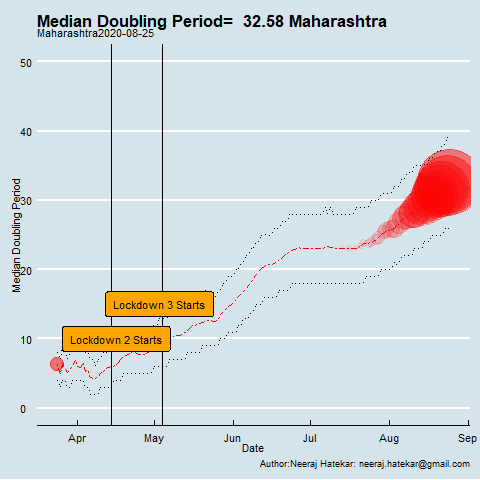 Median Doubling Period=  32.58 Maharashtra
Maharashtra2020-08-25
Median Doubling Period
50
40
30
20
10
0
Lockdown 3 Starts
Lockdown 2 Starts
Apr May Jun Jul Aug Sep
Date
Author:Neeraj Hatekar: neeraj.hatekar@gmail.com